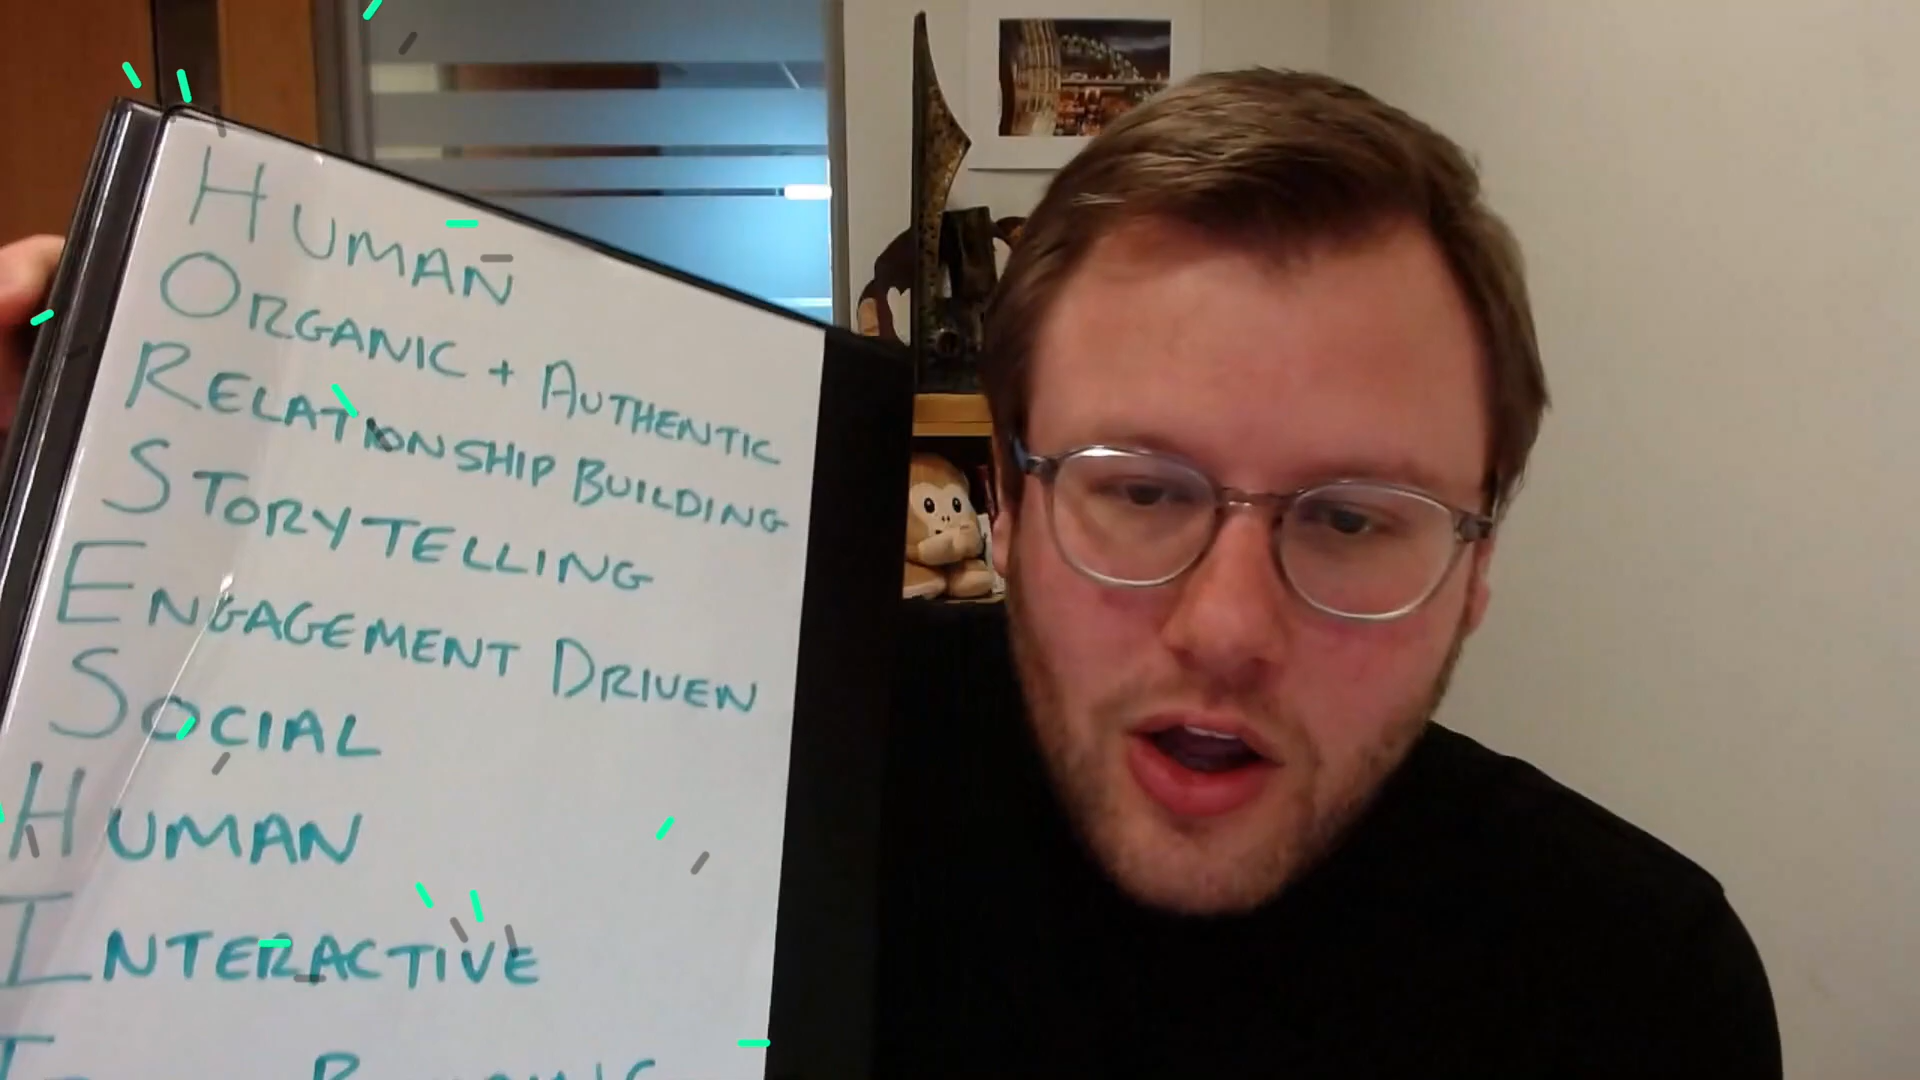 HUMAN
ORGANIC + AUTHENTIC
RELATIONSHIP BUILDING
STORYTELLING
ENGAGEMENT DRIVEN
SOCIAL
HUMAN
INTERACTIVE